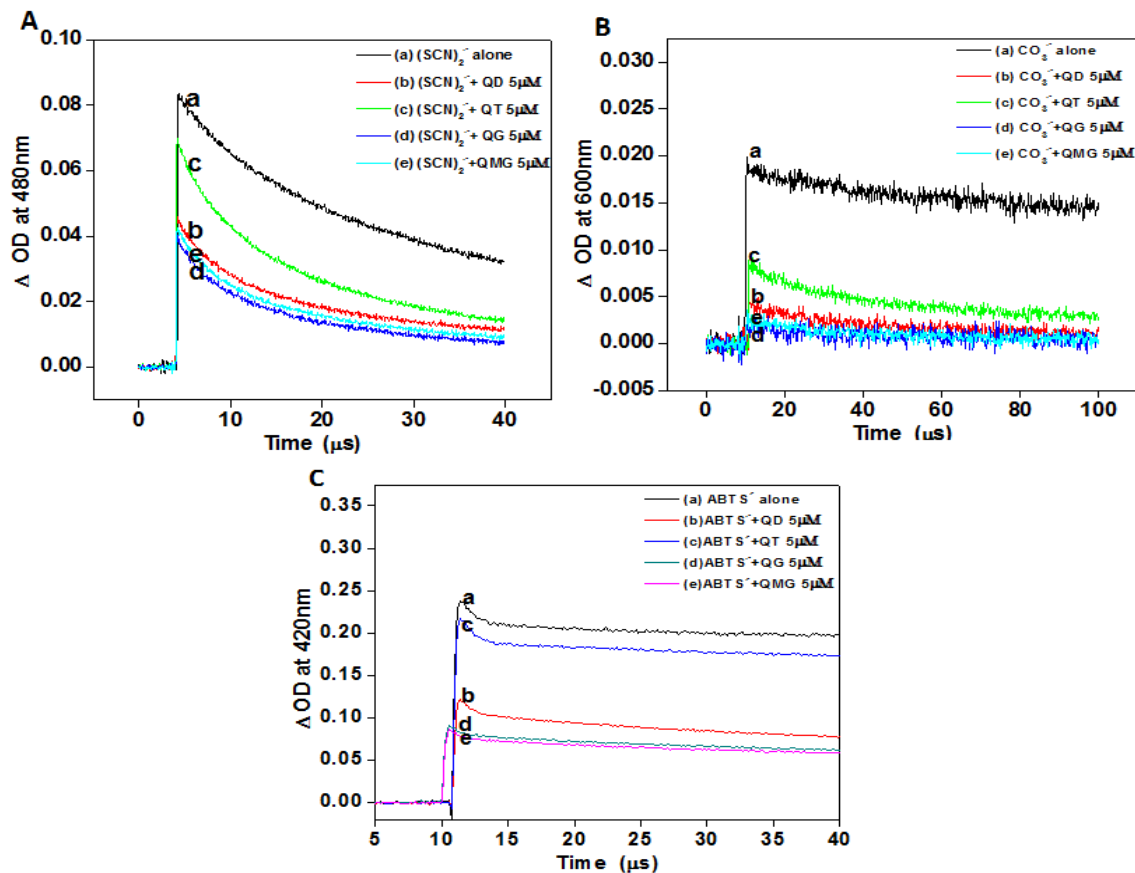 A
Δ OD at 480nm
0.10
0.08
0.06
0.04
0.02
0.00
0 10 20 30 40
Time (μs)
(a) (SCN)₂˙⁻ alone
(b) (SCN)₂˙⁻+ QD 5μM
(c) (SCN)₂˙⁻+ QT 5μM
(d) (SCN)₂˙⁻+ QG 5μM
(e) (SCN)₂˙⁻+QMG 5μM
a
c
b
e
d
B
Δ OD at 600nm
0.030
0.025
0.020
0.015
0.010
0.005
0.000
-0.005
0 20 40 60 80 100
Time (μs)
(a) CO₃˙⁻ alone
(b) CO₃˙⁻+QD 5μM
(c) CO₃˙⁻+QT 5μM
(d) CO₃˙⁻+QG 5μM
(e) CO₃˙⁻+QMG 5μM
a
c
b
e
d
C
Δ OD at 420nm
0.35
0.30
0.25
0.20
0.15
0.10
0.05
0.00
5 10 15 20 25 30 35 40
Time (μs)
(a) ABTS˙⁻ alone
(b)ABTS˙⁻+QD 5μM
(c)ABTS˙⁻+QT 5μM
(d)ABTS˙⁻+QG 5μM
(e)ABTS˙⁻+QMG 5μM
a
c
b
d
e